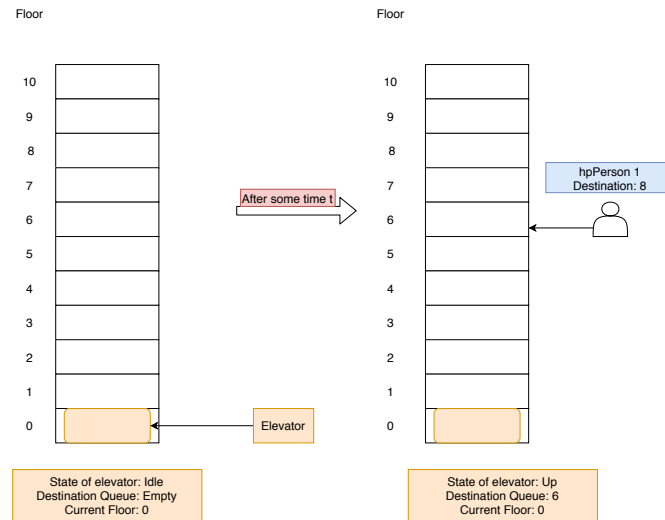 Floor
10
9
8
7
6
5
4
3
2
1
0
Elevator
State of elevator: Idle
Destination Queue: Empty
Current Floor: 0
After some time t
Floor
10
9
8
7
6
5
4
3
2
1
0
hpPerson 1
Destination: 8
State of elevator: Up
Destination Queue: 6
Current Floor: 0